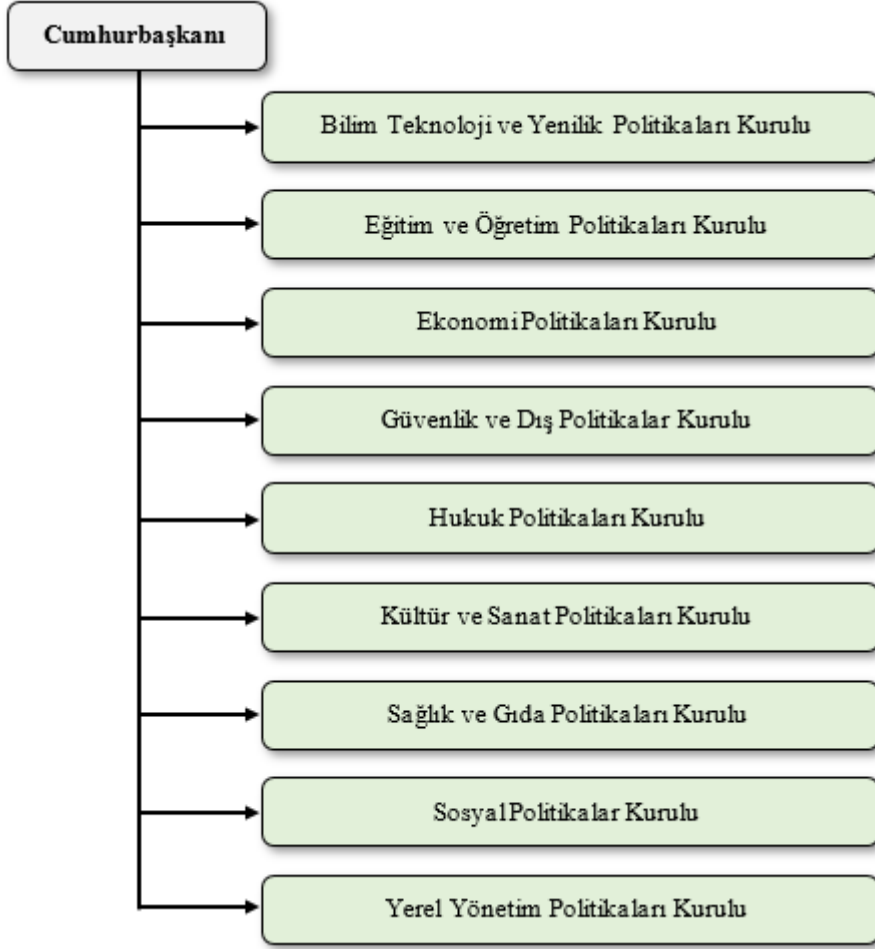 Cumhurbaşkanı
Bilim Teknoloji ve Yenilik Politikaları Kurulu
Eğitim ve Öğretim Politikaları Kurulu
Ekonomi Politikaları Kurulu
Güvenlik ve Dış Politikalar Kurulu
Hukuk Politikaları Kurulu
Kültür ve Sanat Politikaları Kurulu
Sağlık ve Gıda Politikaları Kurulu
Sosyal Politikalar Kurulu
Yerel Yönetim Politikaları Kurulu